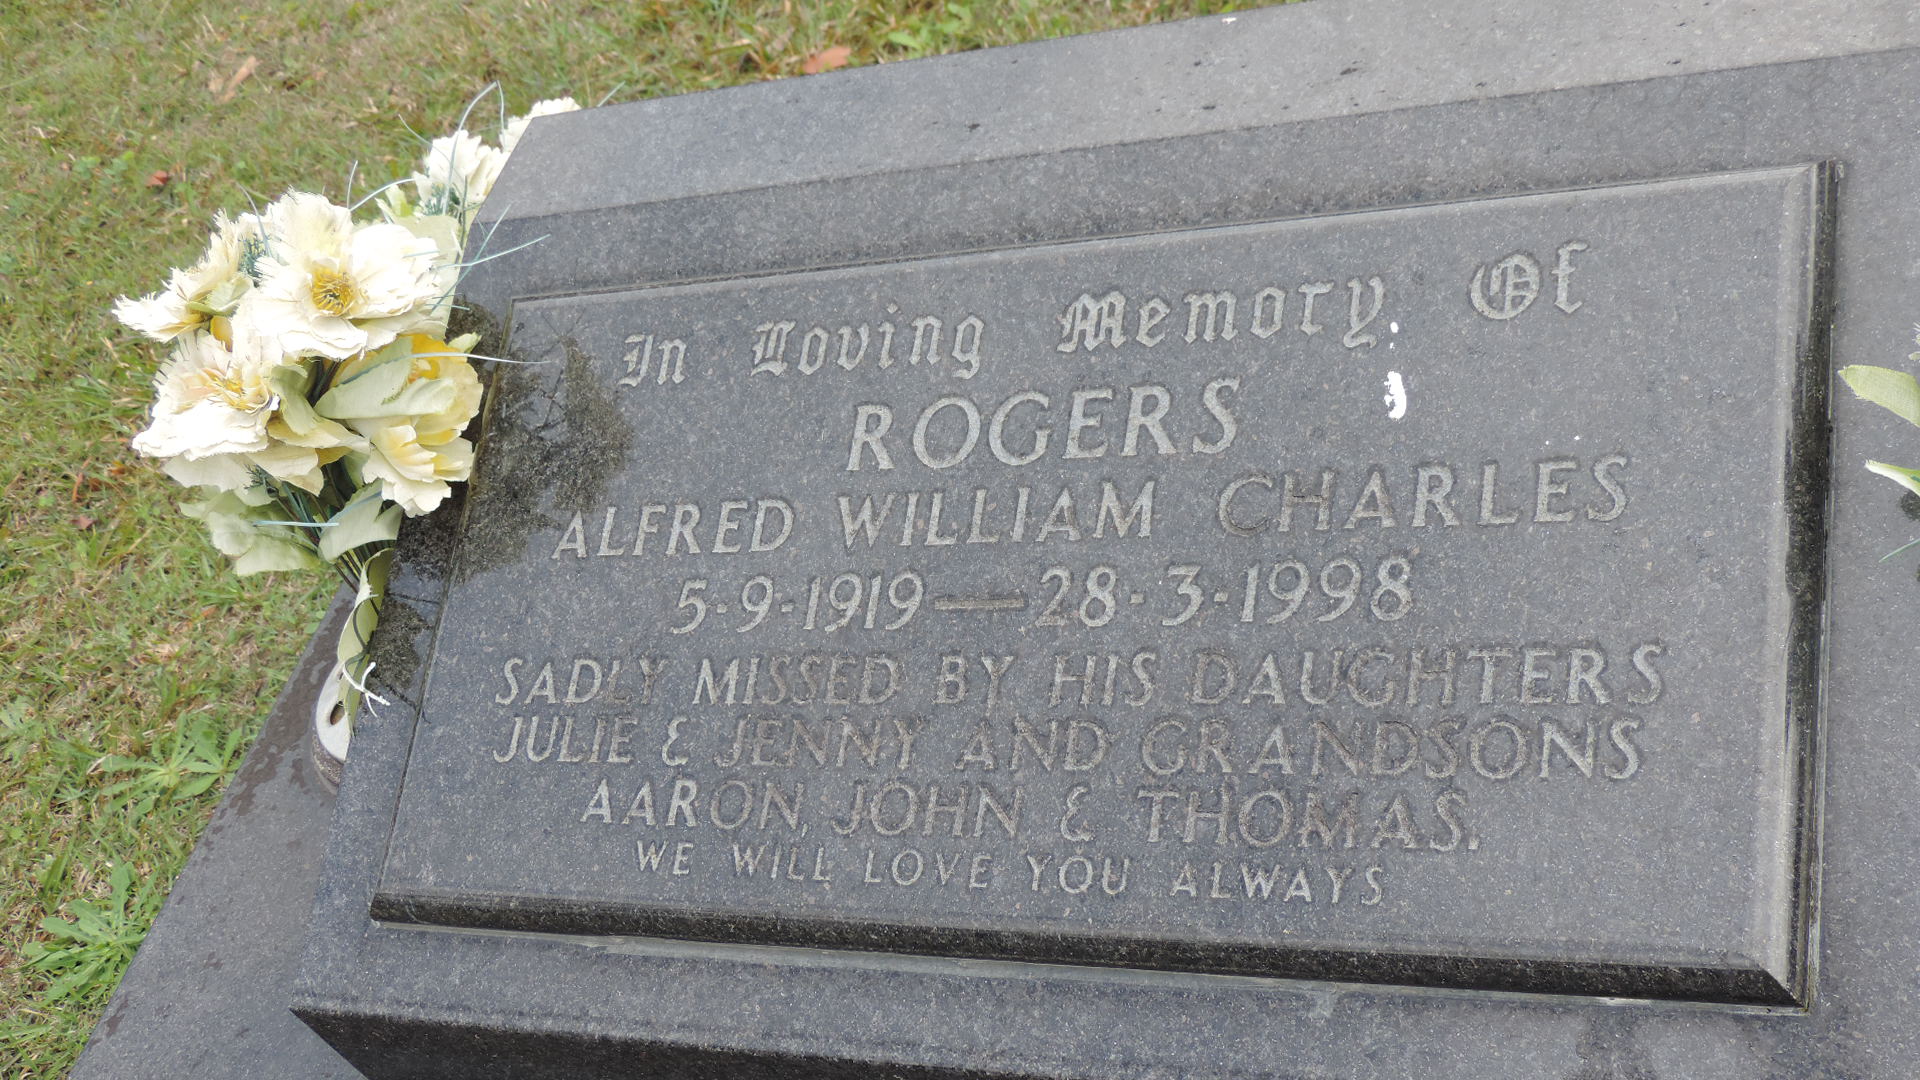 In Loving Memory Of
ROGERS
ALFRED WILLIAM CHARLES
5-9-1919 — 28-3-1998
SADLY MISSED BY HIS DAUGHTERS
JULIE & JENNY AND GRANDSONS
AARON, JOHN & THOMAS.
WE WILL LOVE YOU ALWAYS